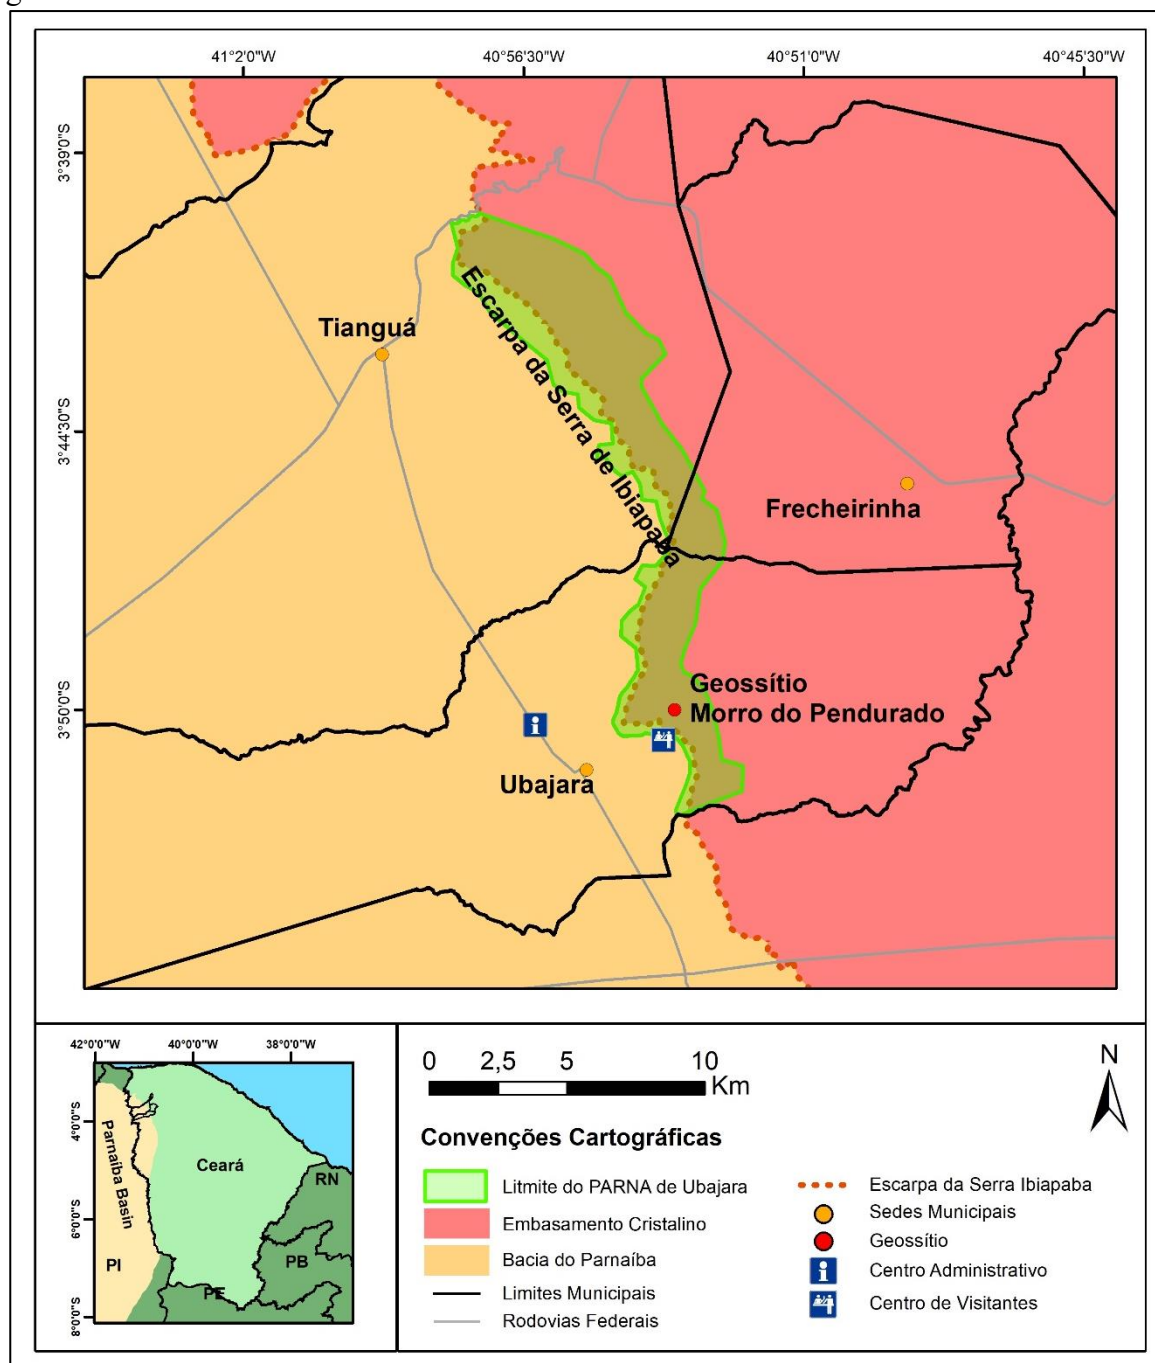 g
41°2'0"W
40°56'30"W
40°51'0"W
40°45'30"W
3°39'0"S
3°44'30"S
3°50'0"S
Tianguá
Escarpa da Serra de Ibiapaba
Frecheirinha
Geossítio
Morro do Pendurado
Ubajara
42°0'0"W
40°0'0"W
38°0'0"W
4°0'0"S
6°0'0"S
8°0'0"S
Parnaíba Basin
Ceará
RN
PB
PI
PE
0 2,5 5 10
Km
N
Convenções Cartográficas
Litmite do PARNA de Ubajara
Embasamento Cristalino
Bacia do Parnaíba
Limites Municipais
Rodovias Federais
Escarpa da Serra Ibiapaba
Sedes Municipais
Geossítio
Centro Administrativo
Centro de Visitantes